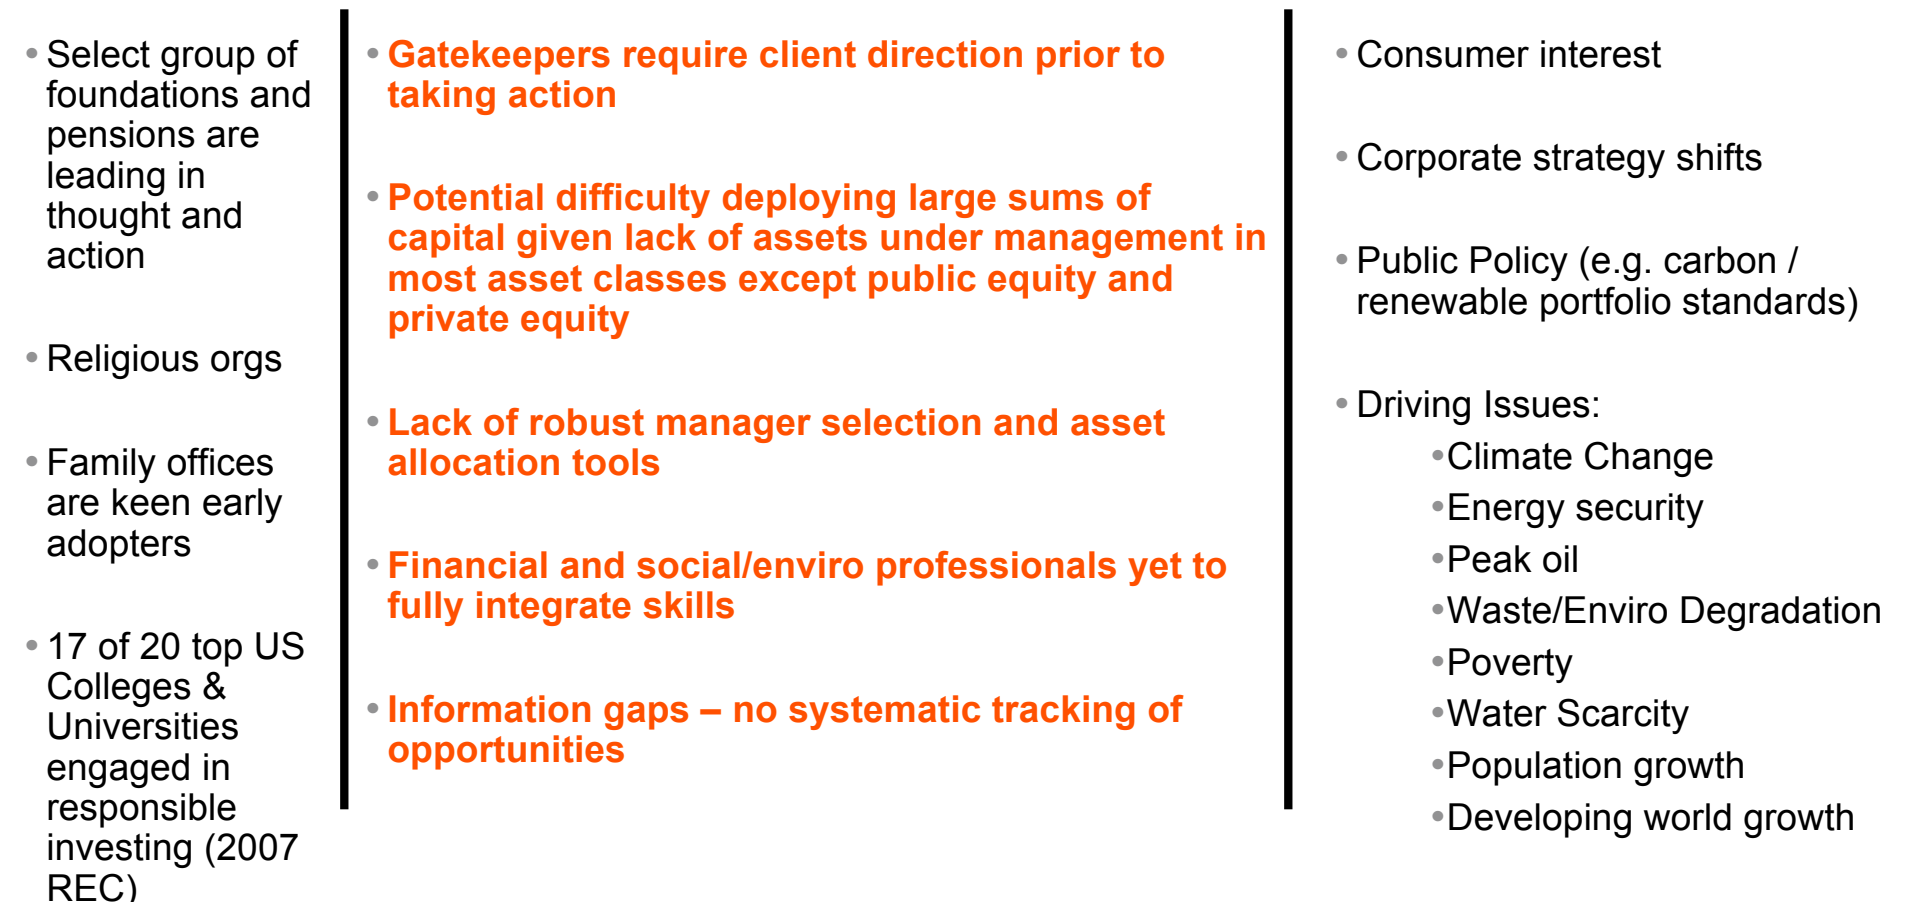 • Select group of
foundations and
pensions are
leading in
thought and
action
• Religious orgs
• Family offices
are keen early
adopters
• 17 of 20 top US
Colleges &
Universities
engaged in
responsible
investing (2007
REC)
• Gatekeepers require client direction prior to
taking action
• Potential difficulty deploying large sums of
capital given lack of assets under management in
most asset classes except public equity and
private equity
• Lack of robust manager selection and asset
allocation tools
• Financial and social/enviro professionals yet to
fully integrate skills
• Information gaps – no systematic tracking of
opportunities
• Consumer interest
• Corporate strategy shifts
• Public Policy (e.g. carbon /
renewable portfolio standards)
• Driving Issues:
•Climate Change
•Energy security
•Peak oil
•Waste/Enviro Degradation
•Poverty
•Water Scarcity
•Population growth
•Developing world growth